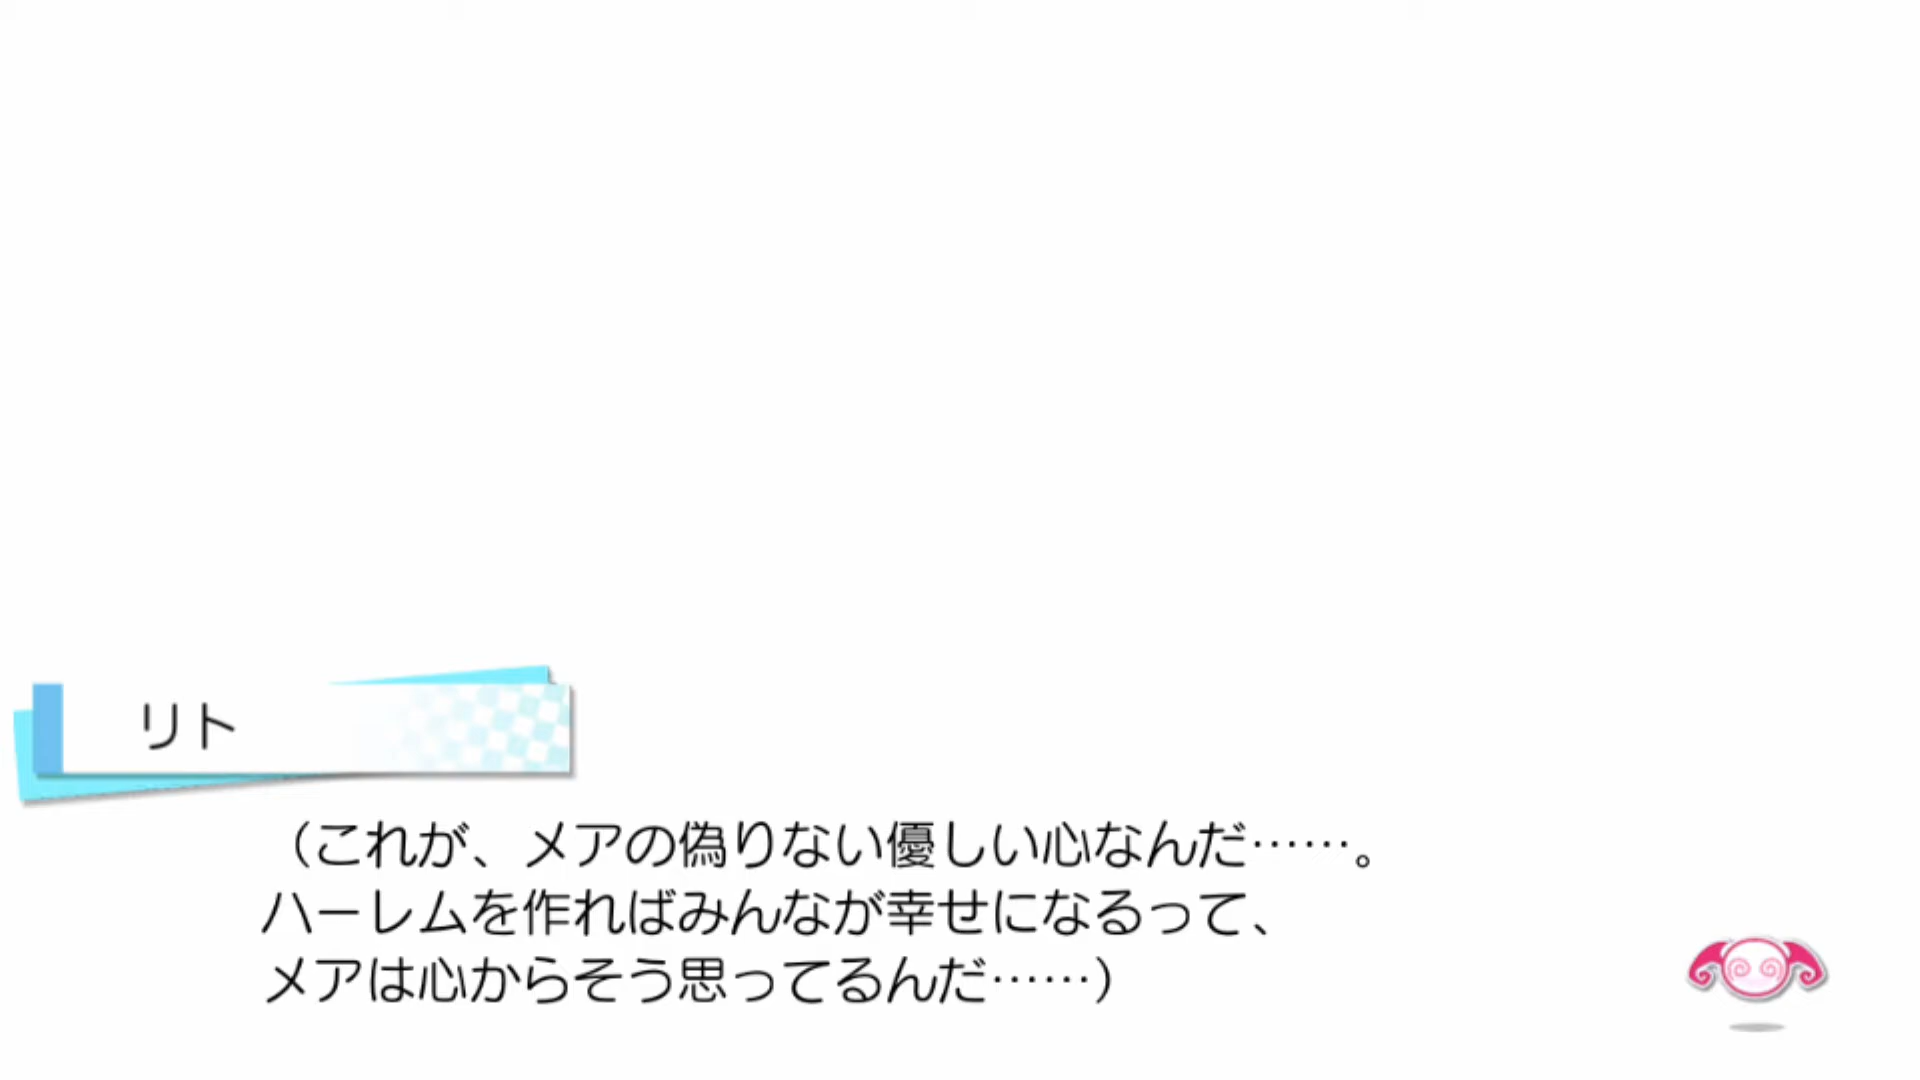 リト
（これが、メアの偽りない優しい心なんだ……。
ハーレムを作ればみんなが幸せになるって、
メアは心からそう思ってるんだ……）